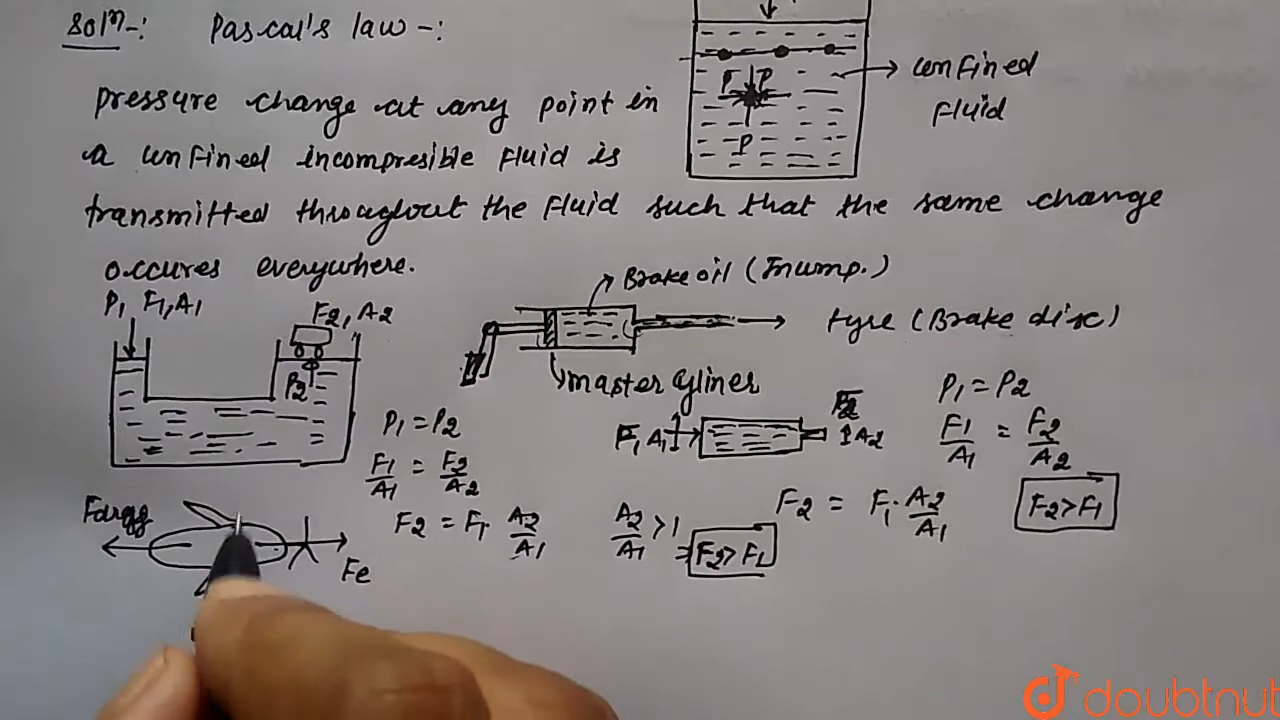 Solⁿ-: Pascal's law -:
pressure change at any point in
a confined incompresible fluid is
transmitted throughout the fluid such that the same change
occures everywhere.
P P
P
confined
fluid
P₁ F₁, A₁
F₂, A₂
P₂
P₁ = P₂
F₁/A₁ = F₂/A₂
F₂ = F₁. A₂/A₁
Brake oil (Incomp.)
tyre (Brake disc)
master cyliner
F₁ A₁
F₂
A₂
A₂/A₁ > 1
=> F₂ > F₁
P₁ = P₂
F₁/A₁ = F₂/A₂
F₂ = F₁. A₂/A₁
F₂ > F₁
Fdragg
Fe
doubtnut